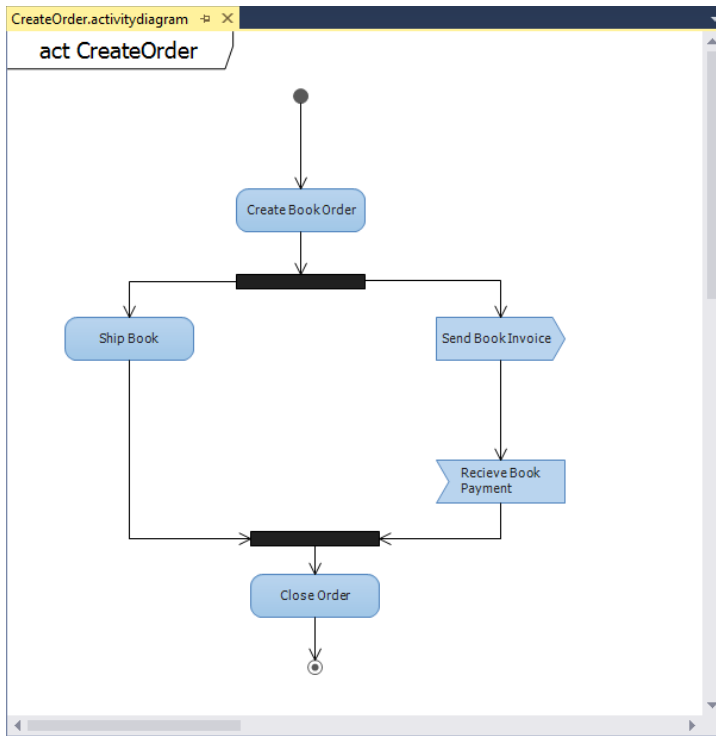 CreateOrder.activitydiagram
act CreateOrder
Create Book Order
Ship Book
Send Book Invoice
Recieve Book
Payment
Close Order